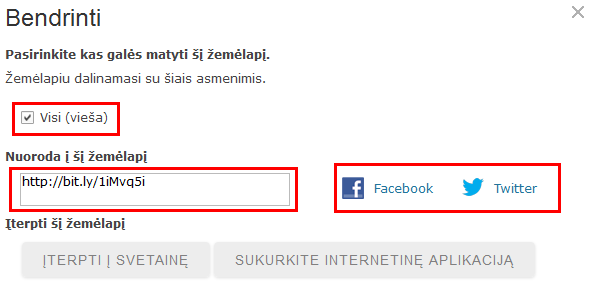 Bendrinti
Pasirinkite kas galės matyti šį žemėlapį.
Žemėlapiu dalinamasi su šiais asmenimis.
Visi (vieša)
Nuoroda į šį žemėlapį
http://bit.ly/1iMvq5i
Facebook
Twitter
Įterpti šį žemėlapį
ĮTERPTI Į SVETAINĘ
SUKURKITE INTERNETINĘ APLIKACIJĄ